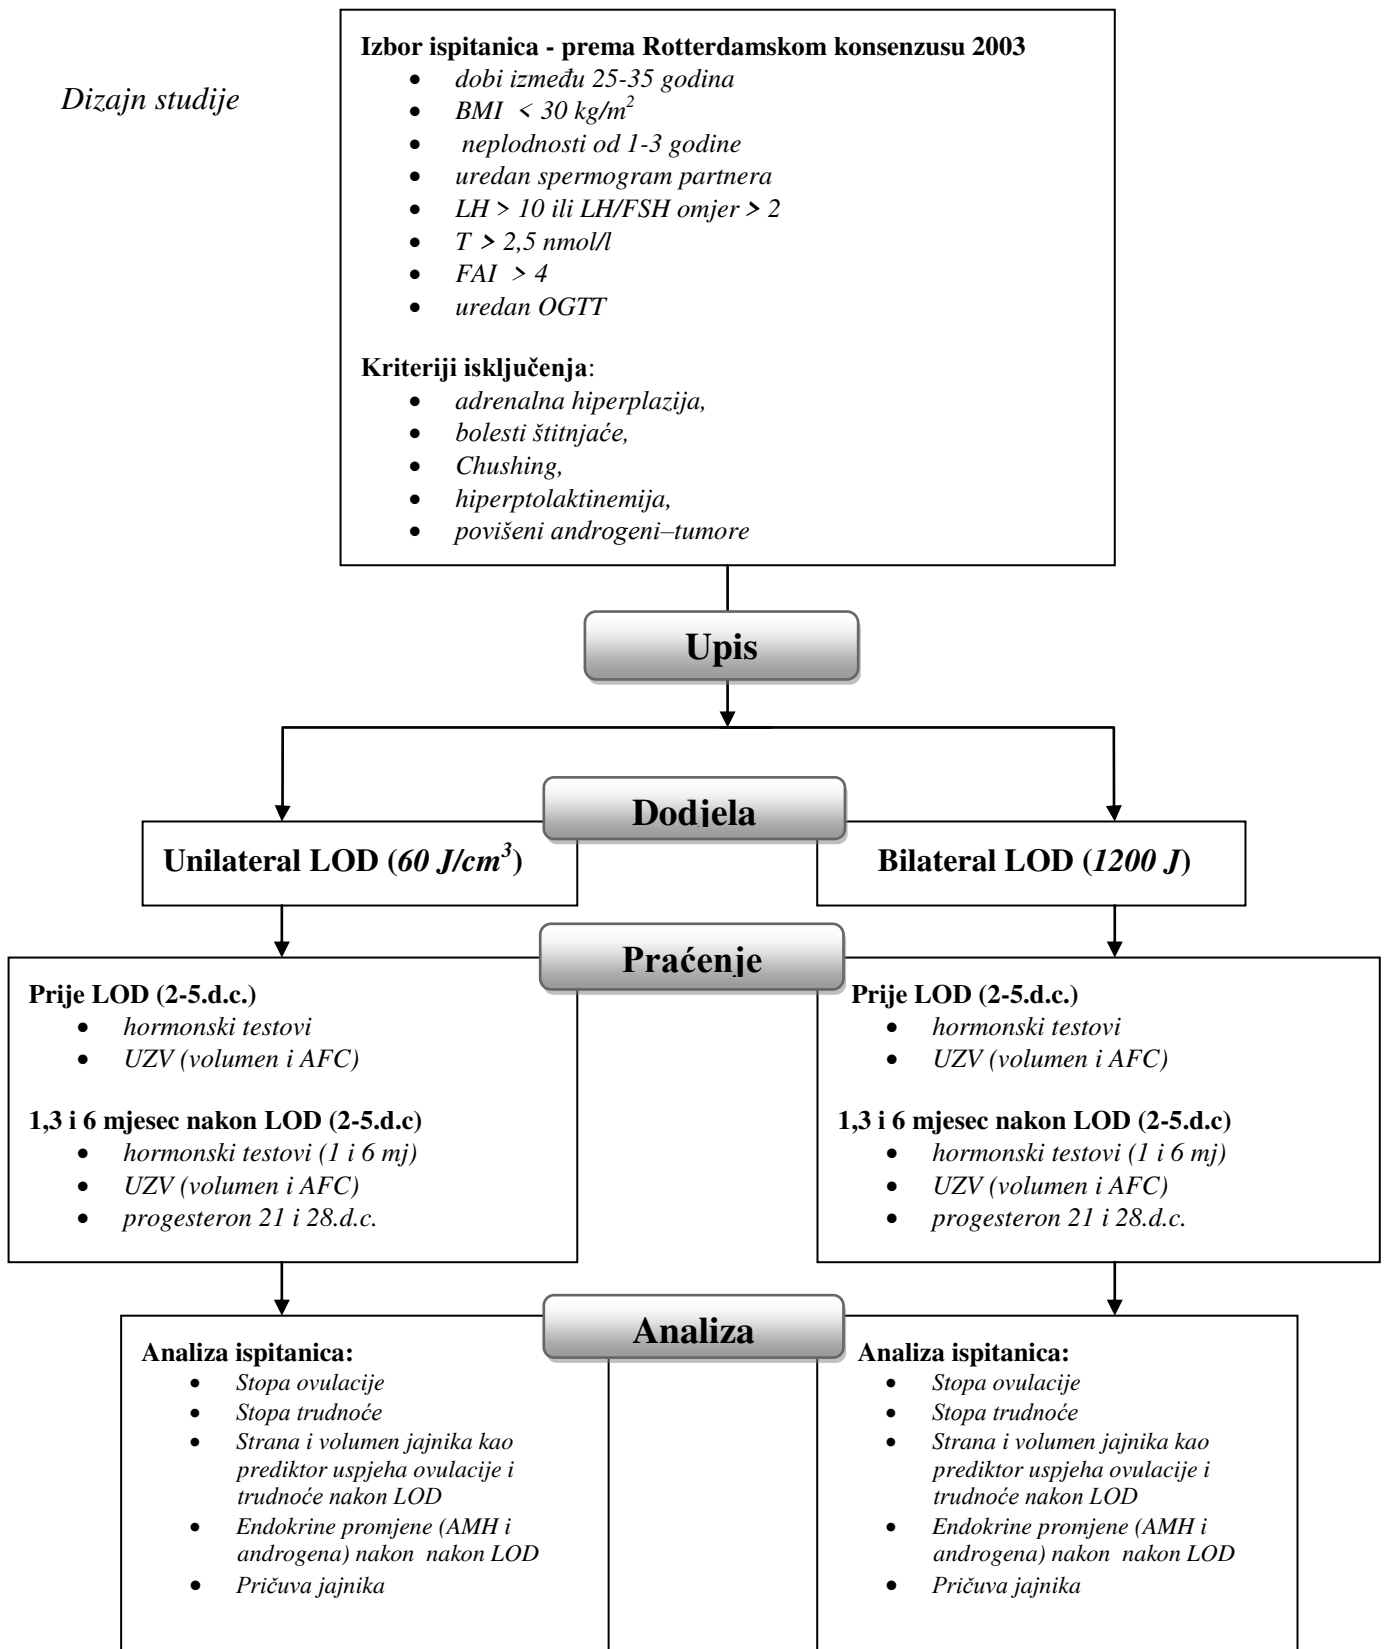 Dizajn studije
Izbor ispitanica - prema Rotterdamskom konsenzusu 2003
• dobi između 25-35 godina
• BMI < 30 kg/m²
• neplodnosti od 1-3 godine
• uredan spermogram partnera
• LH > 10 ili LH/FSH omjer > 2
• T > 2,5 nmol/l
• FAI > 4
• uredan OGTT
Kriteriji isključenja:
• adrenalna hiperplazija,
• bolesti štitnjaće,
• Chushing,
• hiperptolaktinemija,
• povišeni androgeni–tumore
Upis
Dodjela
Unilateral LOD (60 J/cm³)
Bilateral LOD (1200 J)
Praćenje
Prije LOD (2-5.d.c.)
• hormonski testovi
• UZV (volumen i AFC)
1,3 i 6 mjesec nakon LOD (2-5.d.c)
• hormonski testovi (1 i 6 mj)
• UZV (volumen i AFC)
• progesteron 21 i 28.d.c.
Prije LOD (2-5.d.c.)
• hormonski testovi
• UZV (volumen i AFC)
1,3 i 6 mjesec nakon LOD (2-5.d.c)
• hormonski testovi (1 i 6 mj)
• UZV (volumen i AFC)
• progesteron 21 i 28.d.c.
Analiza
Analiza ispitanica:
• Stopa ovulacije
• Stopa trudnoće
• Strana i volumen jajnika kao
prediktor uspjeha ovulacije i
trudnoće nakon LOD
• Endokrine promjene (AMH i
androgena) nakon nakon LOD
• Pričuva jajnika
Analiza ispitanica:
• Stopa ovulacije
• Stopa trudnoće
• Strana i volumen jajnika kao
prediktor uspjeha ovulacije i
trudnoće nakon LOD
• Endokrine promjene (AMH i
androgena) nakon nakon LOD
• Pričuva jajnika